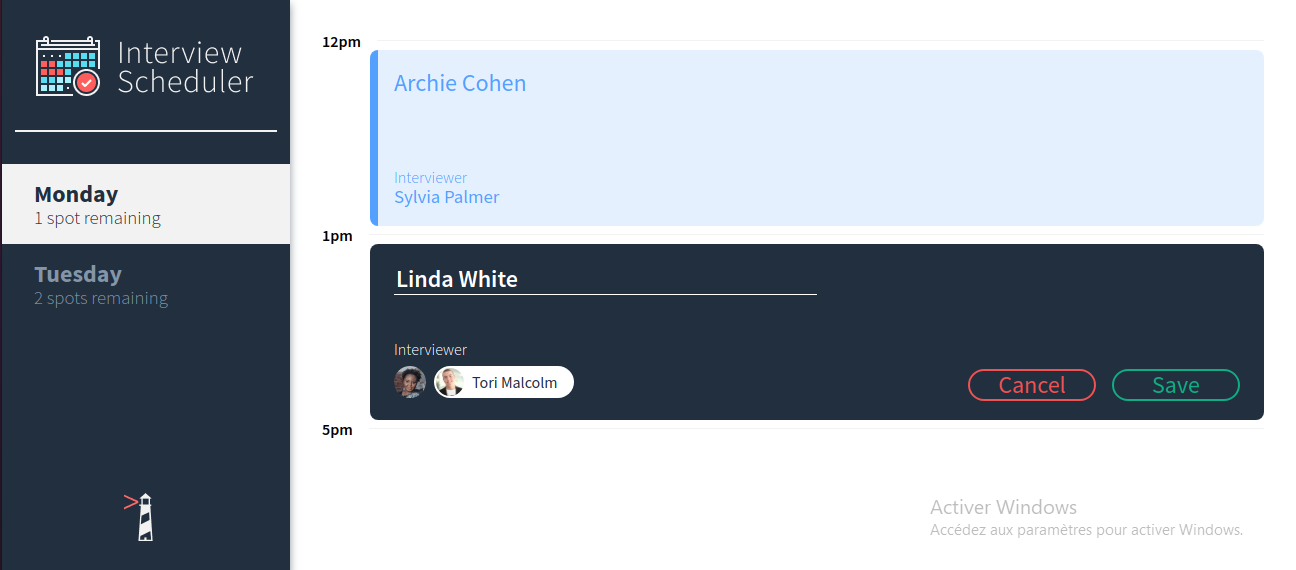 Interview
Scheduler
Monday
1 spot remaining
Tuesday
2 spots remaining
>
12pm
Archie Cohen
Interviewer
Sylvia Palmer
1pm
Linda White
Interviewer
Tori Malcolm
Cancel
Save
5pm
Activer Windows
Accédez aux paramètres pour activer Windows.